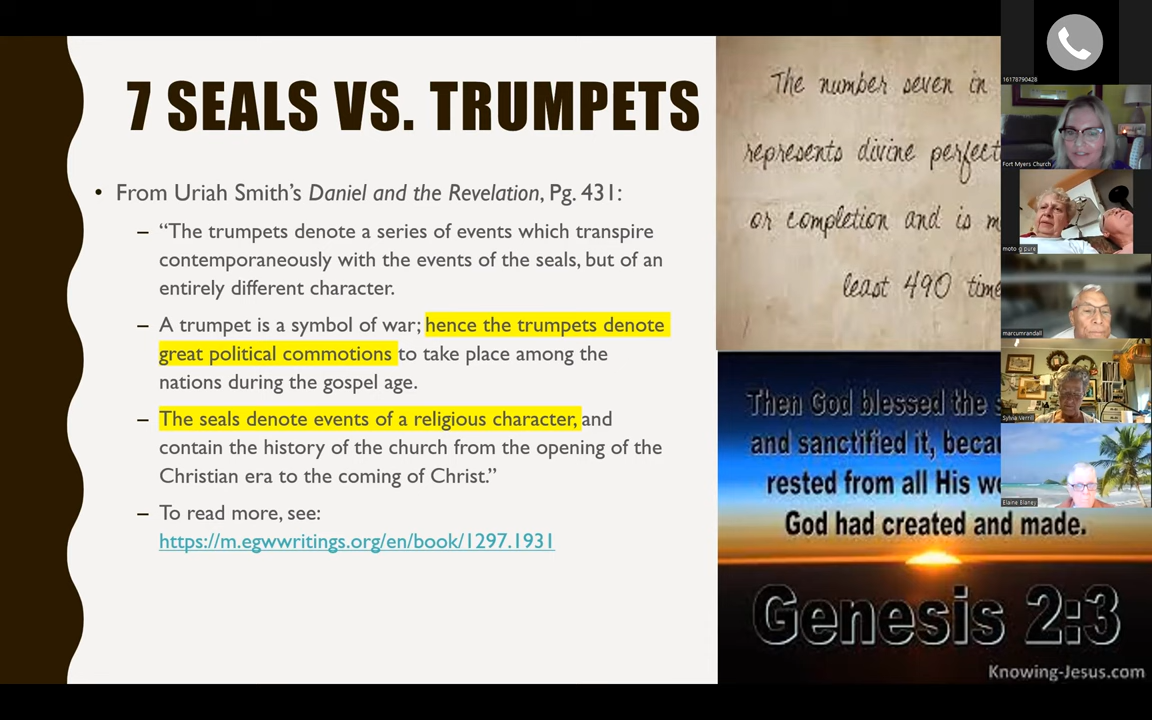 7 SEALS VS. TRUMPETS
• From Uriah Smith's Daniel and the Revelation, Pg. 431:
– “The trumpets denote a series of events which transpire
contemporaneously with the events of the seals, but of an
entirely different character.
– A trumpet is a symbol of war; hence the trumpets denote
great political commotions to take place among the
nations during the gospel age.
– The seals denote events of a religious character, and
contain the history of the church from the opening of the
Christian era to the coming of Christ.”
– To read more, see:
https://m.egwwritings.org/en/book/1297.1931
The number seven in
represents divine perfect
or completion and is m
least 490 time
Then God blessed the s
and sanctified it, becau
rested from all His wo
God had created and made.
Genesis 2:3
Knowing-Jesus.com
16178790428
Fort Myers Church
moto g pure
marcumrandall
Sylvia Verrill
Elaine Blaney